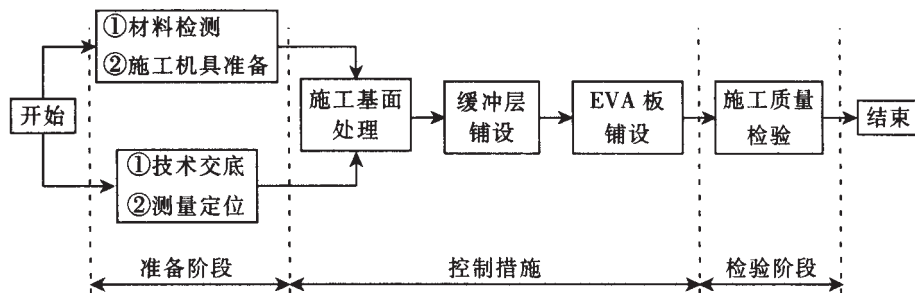 开始
①材料检测
②施工机具准备
①技术交底
②测量定位
施工基面
处理
缓冲层
铺设
EVA 板
铺设
施工质量
检验
结束
准备阶段
控制措施
检验阶段